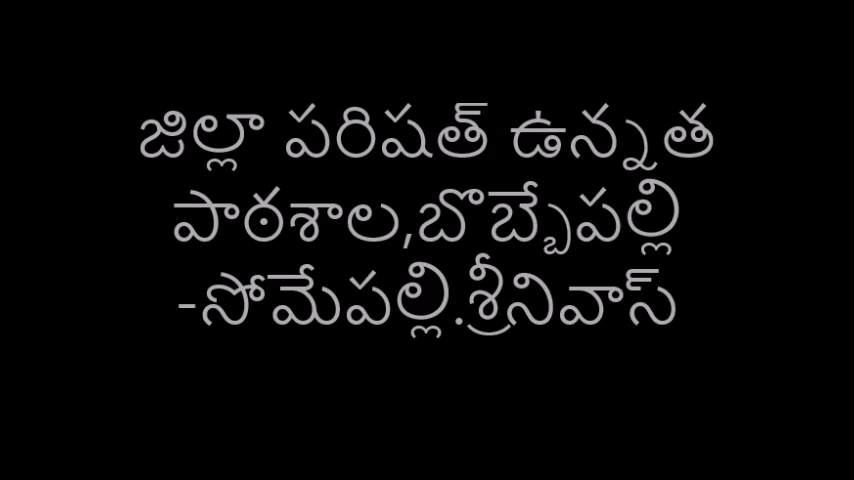 జిల్లా పరిషత్ ఉన్నత
పాఠశాల,బొబ్బేపల్లి
-సోమేపల్లి.శ్రీనివాస్